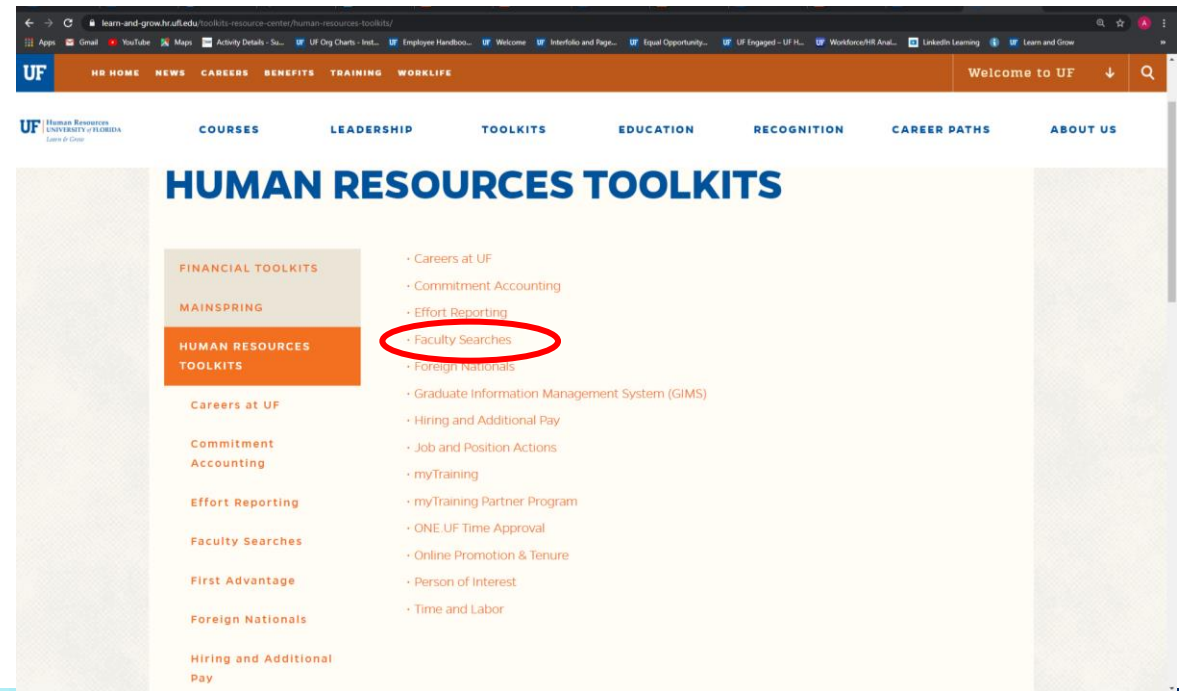 learn-and-grow.hr.ufl.edu/toolkits-resource-center/human-resources-toolkits/
Apps Gmail YouTube Maps Activity Details - Su... UF Org Charts - Inst... Employee Handboo... Welcome Interfolio and Page... Equal Opportunity... UF Engaged – UF H... Workforce/HR Anal... LinkedIn Learning Learn and Grow »
UF HR HOME NEWS CAREERS BENEFITS TRAINING WORKLIFE Welcome to UF
UF Human Resources
UNIVERSITY of FLORIDA
Learn & Grow
COURSES LEADERSHIP TOOLKITS EDUCATION RECOGNITION CAREER PATHS ABOUT US
HUMAN RESOURCES TOOLKITS
FINANCIAL TOOLKITS
MAINSPRING
HUMAN RESOURCES
TOOLKITS
Careers at UF
Commitment
Accounting
Effort Reporting
Faculty Searches
First Advantage
Foreign Nationals
Hiring and Additional
Pay
· Careers at UF
· Commitment Accounting
· Effort Reporting
· Faculty Searches
· Foreign Nationals
· Graduate Information Management System (GIMS)
· Hiring and Additional Pay
· Job and Position Actions
· myTraining
· myTraining Partner Program
· ONE.UF Time Approval
· Online Promotion & Tenure
· Person of Interest
· Time and Labor